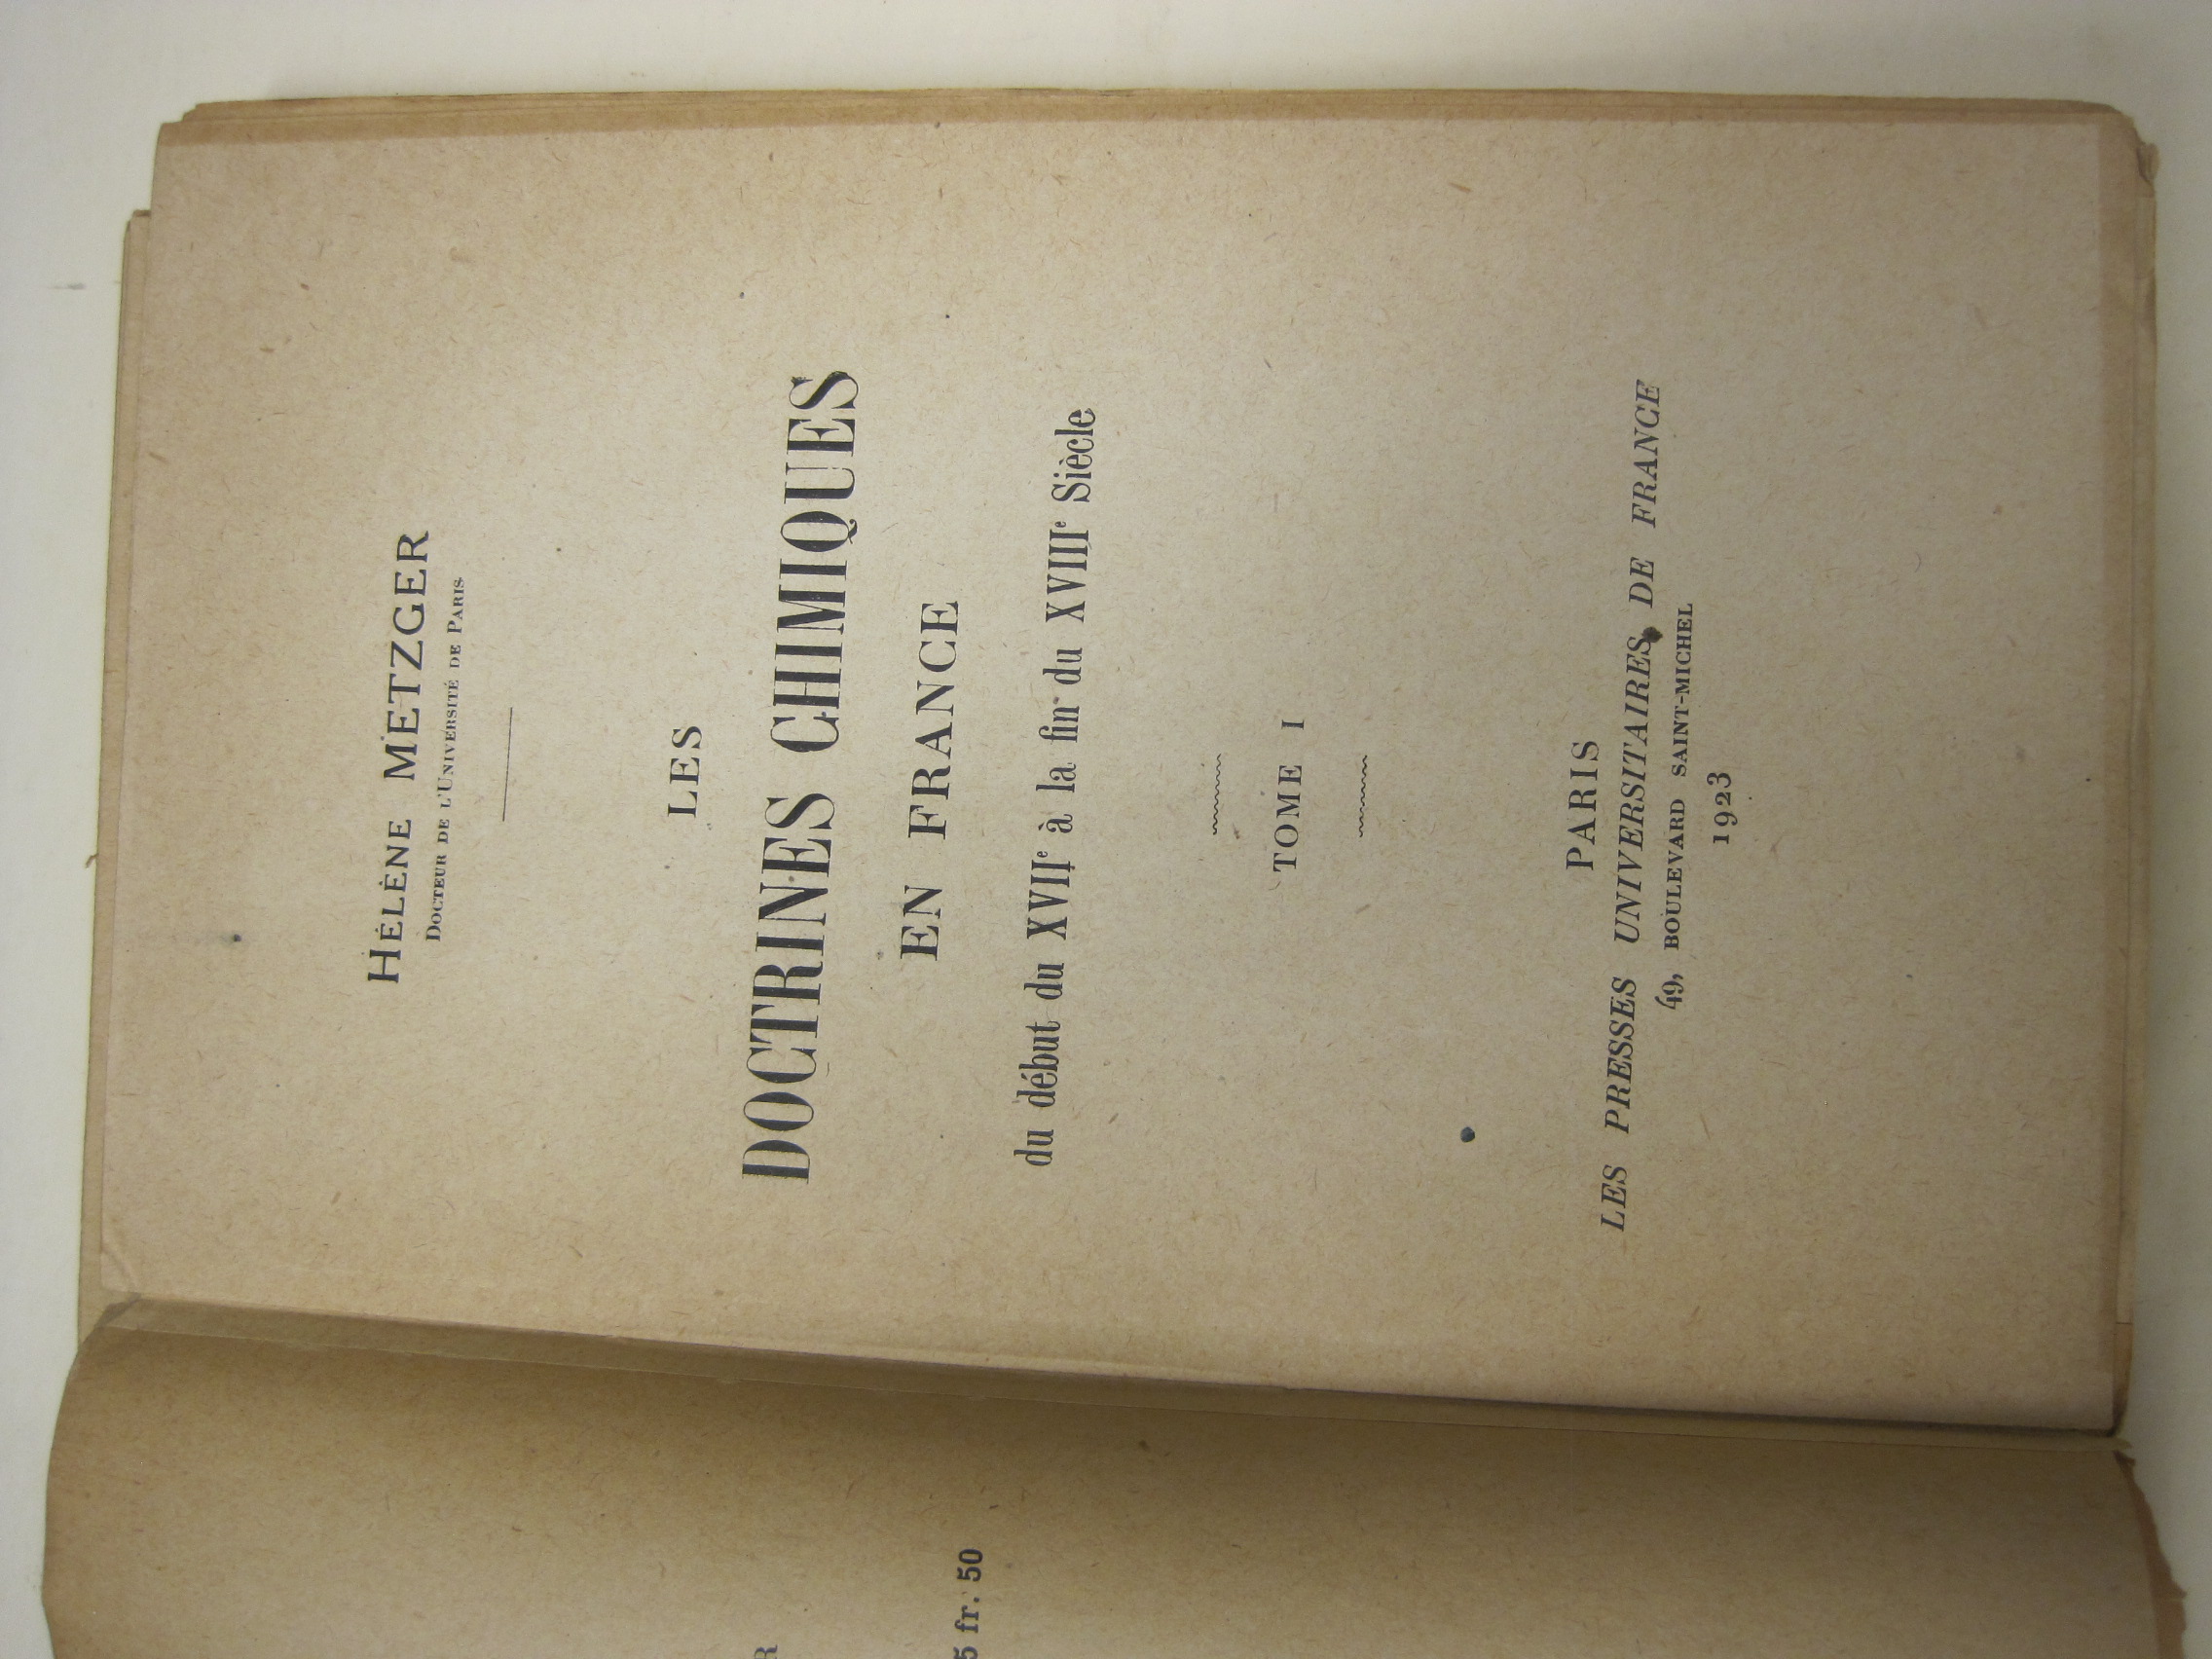 R
5 fr. 50
HÉLÈNE METZGER
DOCTEUR DE L'UNIVERSITÉ DE PARIS
LES
DOCTRINES CHIMIQUES
EN FRANCE
du début du XVIIe à la fin du XVIIIe Siècle
TOME I
PARIS
LES PRESSES UNIVERSITAIRES DE FRANCE
49, BOULEVARD SAINT-MICHEL
1923